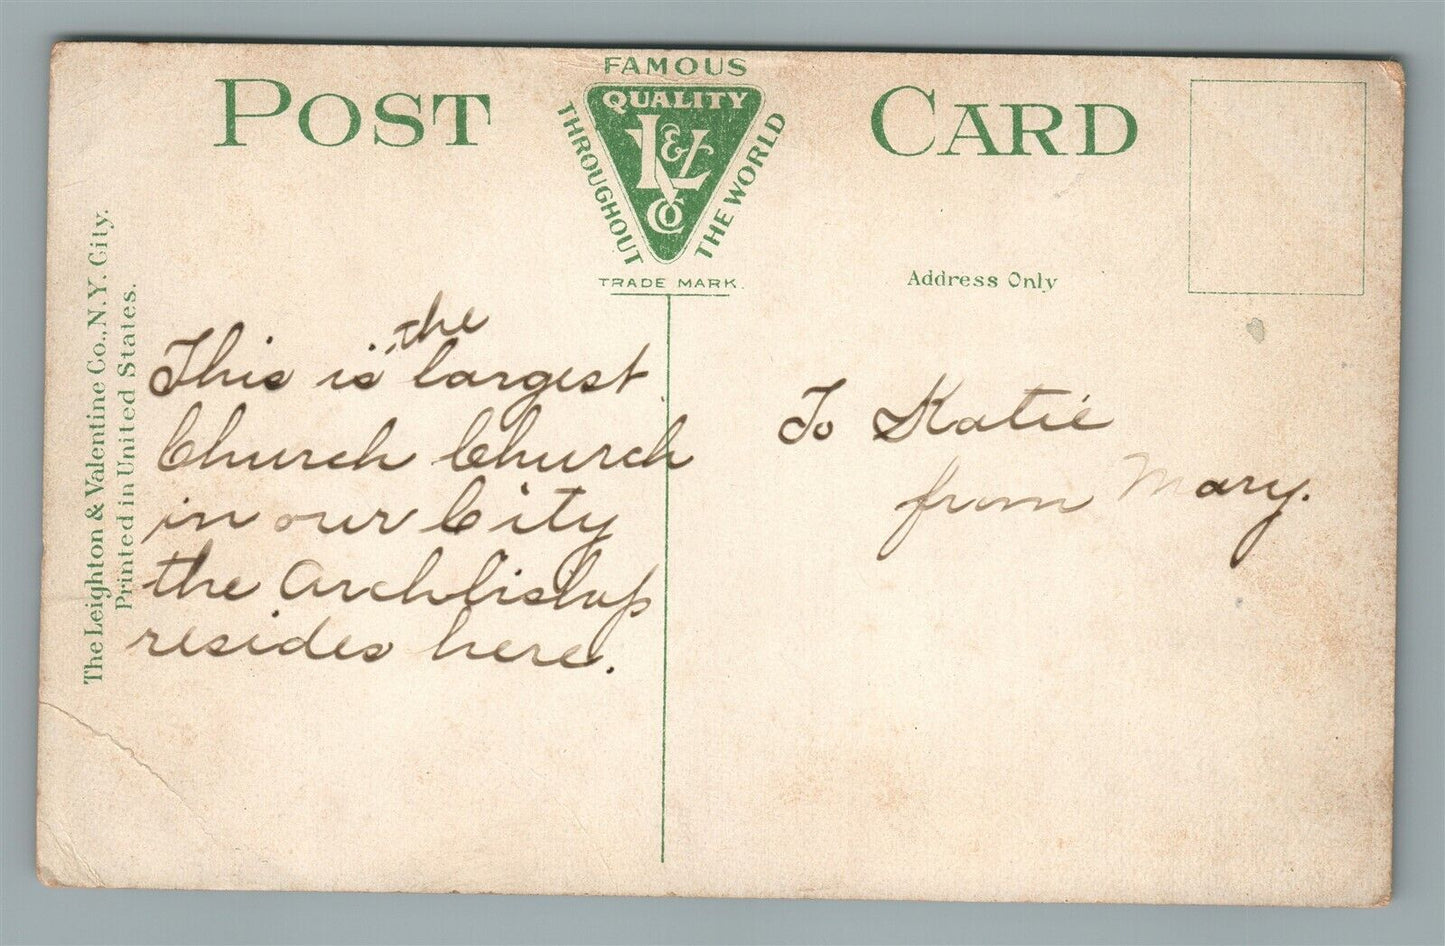 POST CARD
FAMOUS
QUALITY
THROUGHOUT
THE WORLD
L&V
Co
TRADE MARK.
Address Only
The Leighton & Valentine Co., N.Y. City.
Printed in United States.
the
This is largest
Church Church
in our City
the Archbishop
resides here.
To Katie
from Mary.